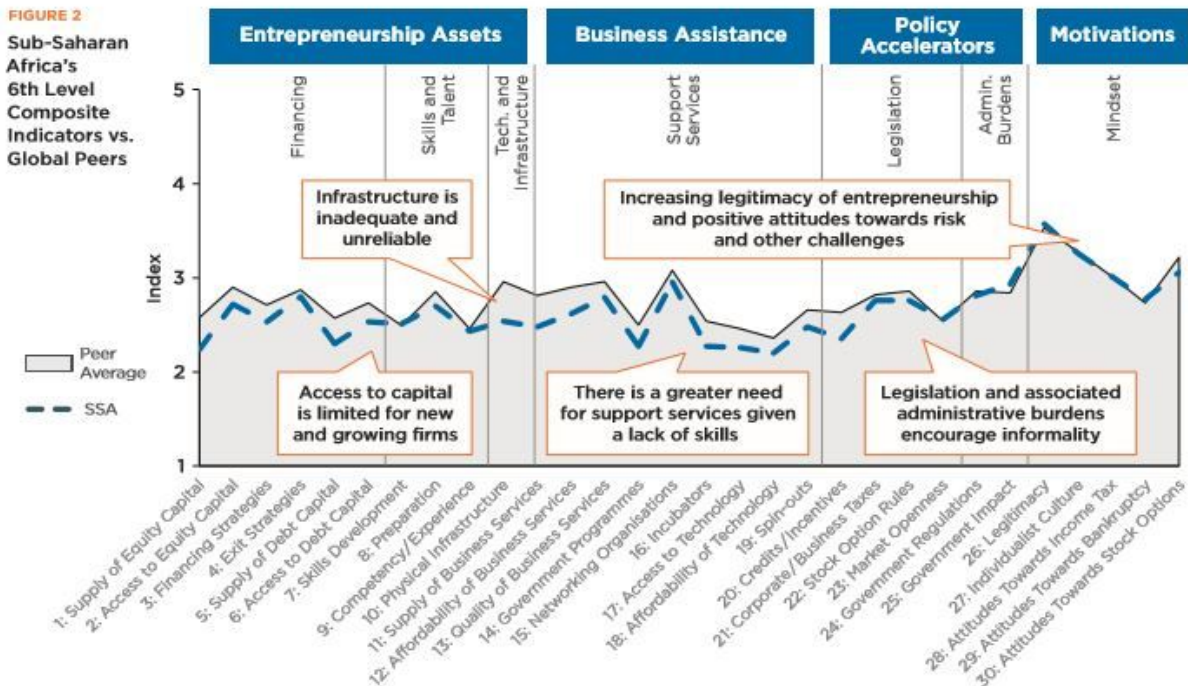 FIGURE 2
Sub-Saharan
Africa's
6th Level
Composite
Indicators vs.
Global Peers
Entrepreneurship Assets
Business Assistance
Policy
Accelerators
Motivations
Financing
Skills and
Talent
Tech. and
Infrastructure
Support
Services
Legislation
Admin.
Burdens
Mindset
5
4
3
2
1
Index
Infrastructure is
inadequate and
unreliable
Increasing legitimacy of entrepreneurship
and positive attitudes towards risk
and other challenges
Access to capital
is limited for new
and growing firms
There is a greater need
for support services given
a lack of skills
Legislation and associated
administrative burdens
encourage informality
Peer
Average
SSA
1: Supply of Equity Capital
2: Access to Equity Capital
3: Financing Strategies
4: Exit Strategies
5: Supply of Debt Capital
6: Access to Debt Capital
7: Skills Development
8: Preparation
9: Competency/Experience
10: Physical Infrastructure
11: Supply of Business Services
12: Affordability of Business Services
13: Quality of Business Services
14: Government Programmes
15: Networking Organisations
16: Incubators
17: Access to Technology
18: Affordability of Technology
19: Spin-outs
20: Credits/Incentives
21: Corporate/Business Taxes
22: Stock Option Rules
23: Market Openness
24: Government Regulations
25: Government Impact
26: Legitimacy
27: Individualist Culture
28: Attitudes Towards Income Tax
29: Attitudes Towards Bankruptcy
30: Attitudes Towards Stock Options